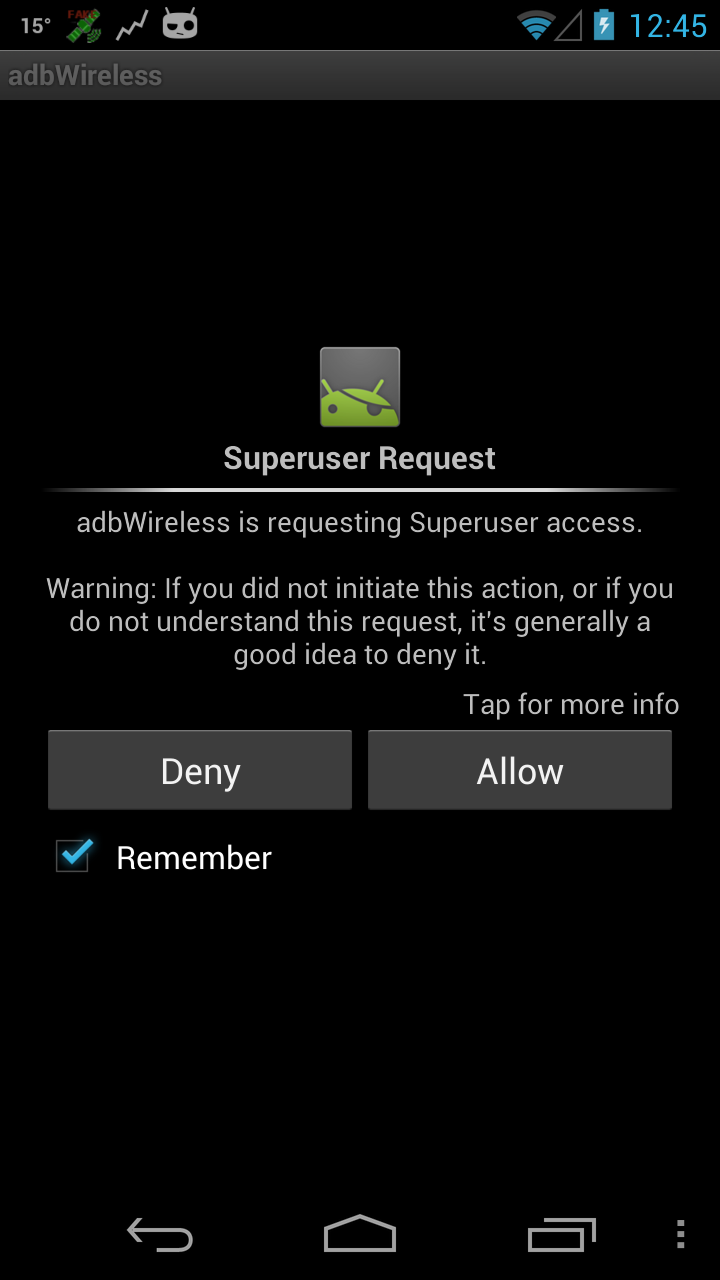 15°
FAKE
12:45
adbWireless
Superuser Request
adbWireless is requesting Superuser access.
Warning: If you did not initiate this action, or if you
do not understand this request, it's generally a
good idea to deny it.
Tap for more info
Deny
Allow
Remember